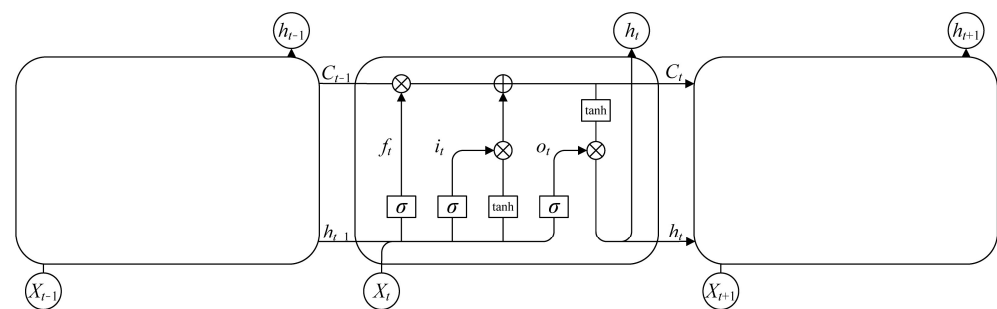 h_{t-1} h_t h_{t+1}
C_{t-1} C_t
tanh
f_t i_t o_t
σ σ tanh σ
h_{t-1} h_t
X_{t-1} X_t X_{t+1}